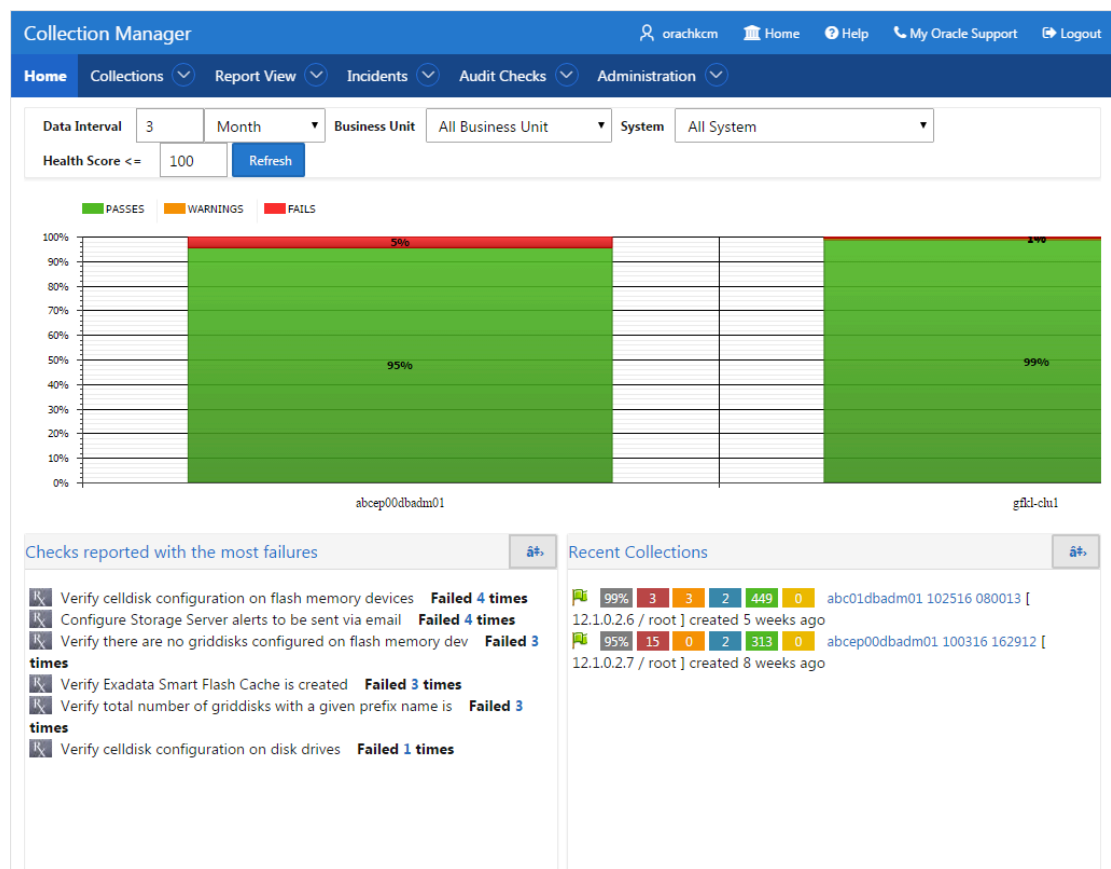 Collection Manager
orachkcm Home Help My Oracle Support Logout
Home Collections Report View Incidents Audit Checks Administration
Data Interval 3 Month Business Unit All Business Unit System All System
Health Score <= 100 Refresh
PASSES WARNINGS FAILS
100%
90%
80%
70%
60%
50%
40%
30%
20%
10%
0%
5%
95%
1%
99%
abcep00dbadm01
gfkl-clu1
Checks reported with the most failures â‡›
Rx Verify celldisk configuration on flash memory devices Failed 4 times
Rx Configure Storage Server alerts to be sent via email Failed 4 times
Rx Verify there are no griddisks configured on flash memory dev Failed 3
times
Rx Verify Exadata Smart Flash Cache is created Failed 3 times
Rx Verify total number of griddisks with a given prefix name is Failed 3
times
Rx Verify celldisk configuration on disk drives Failed 1 times
Recent Collections â‡›
99% 3 3 2 449 0 abc01dbadm01 102516 080013 [
12.1.0.2.6 / root ] created 5 weeks ago
95% 15 0 2 313 0 abcep00dbadm01 100316 162912 [
12.1.0.2.7 / root ] created 8 weeks ago